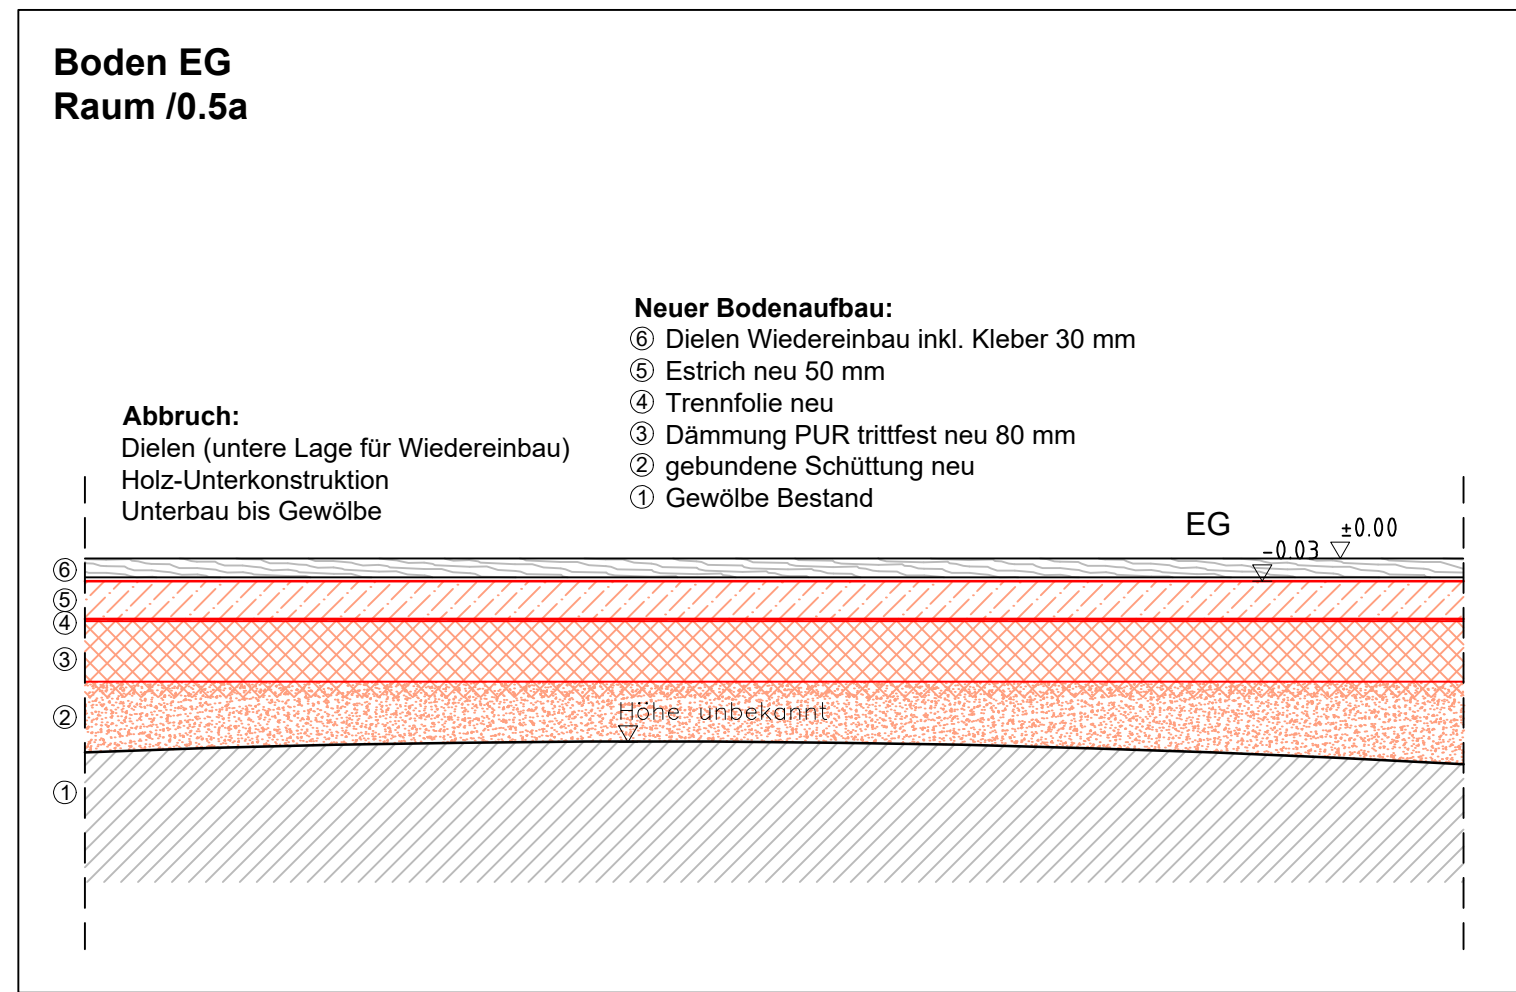 Boden EG
Raum /0.5a
Neuer Bodenaufbau:
⑥ Dielen Wiedereinbau inkl. Kleber 30 mm
⑤ Estrich neu 50 mm
④ Trennfolie neu
③ Dämmung PUR trittfest neu 80 mm
② gebundene Schüttung neu
① Gewölbe Bestand
Abbruch:
Dielen (untere Lage für Wiedereinbau)
Holz-Unterkonstruktion
Unterbau bis Gewölbe
EG
±0.00
-0.03
⑥
⑤
④
③
②
Höhe unbekannt
①